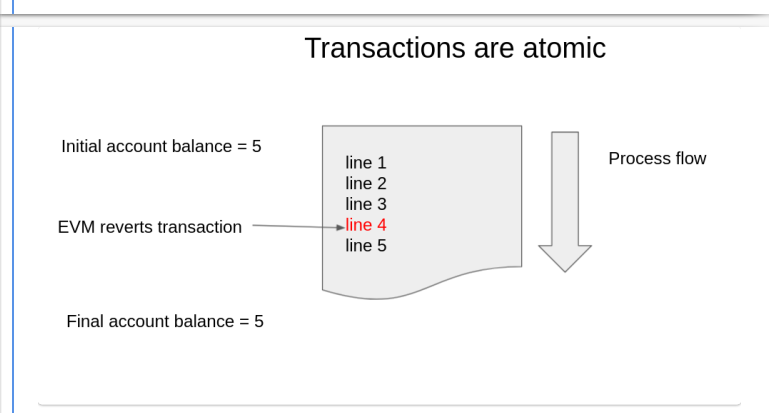 Transactions are atomic
Initial account balance = 5
Process flow
line 1
line 2
line 3
EVM reverts transaction
line 4
line 5
Final account balance = 5